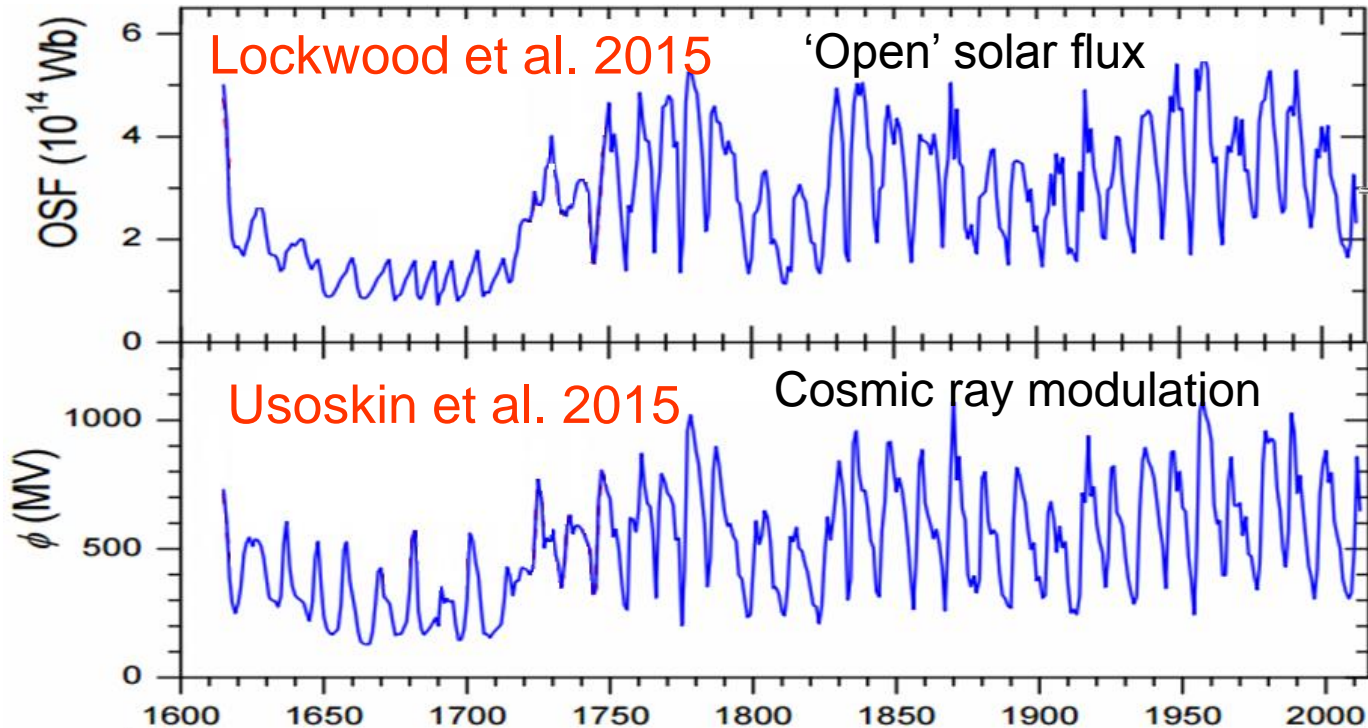 6
4
2
0
OSF (10¹⁴ Wb)
Lockwood et al. 2015
‘Open’ solar flux
1000
500
0
ϕ (MV)
Usoskin et al. 2015
Cosmic ray modulation
1600 1650 1700 1750 1800 1850 1900 1950 2000